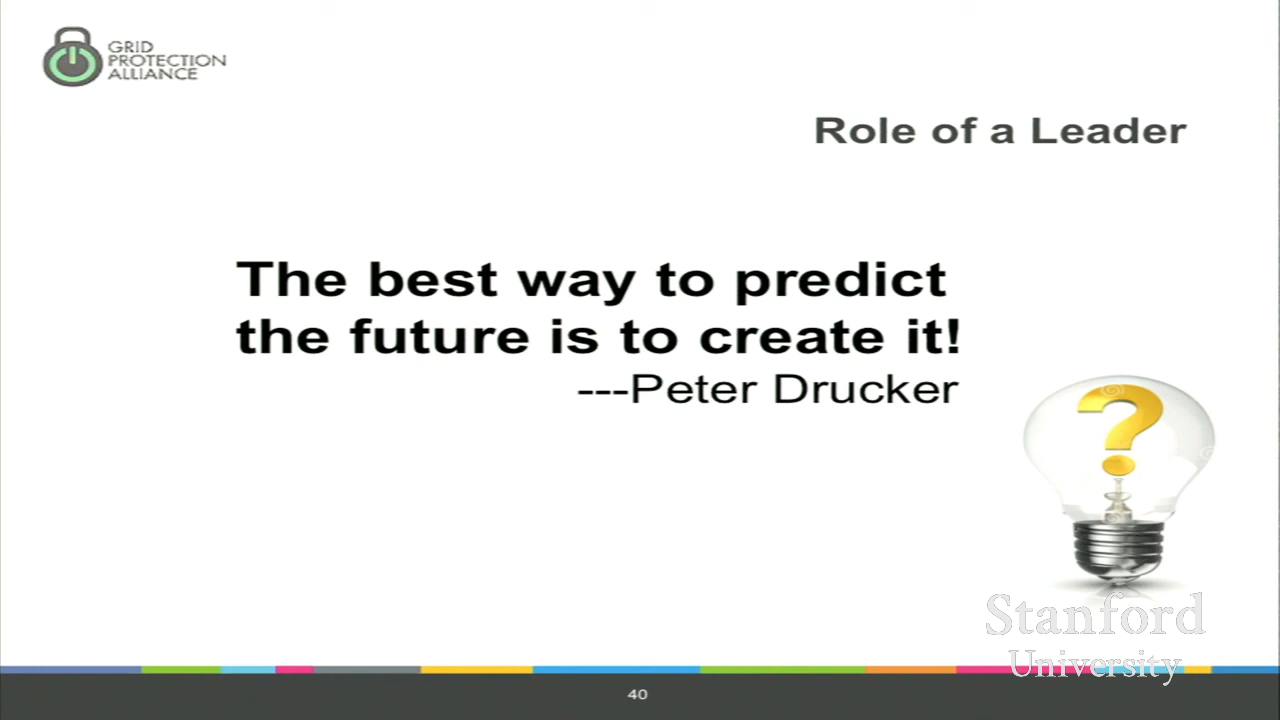 GRID
PROTECTION
ALLIANCE
Role of a Leader
The best way to predict
the future is to create it!
---Peter Drucker
?
Stanford
University
40